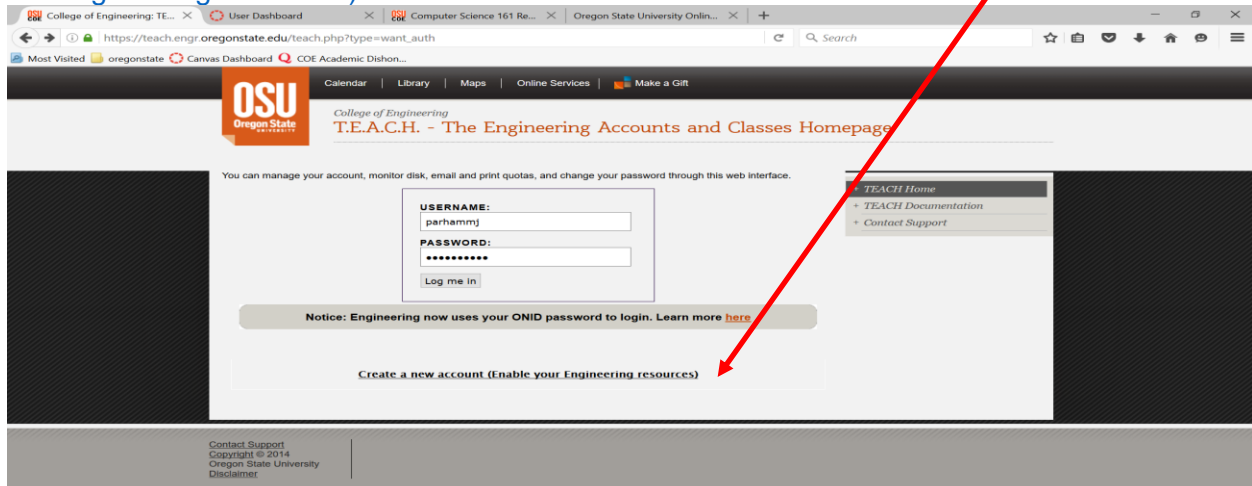 College of Engineering: TE...
User Dashboard
Computer Science 161 Re...
Oregon State University Onlin...
https://teach.engr.oregonstate.edu/teach.php?type=want_auth
Search
Most Visited
oregonstate
Canvas Dashboard
COE Academic Dishon...
OSU
Oregon State
UNIVERSITY
Calendar | Library | Maps | Online Services | Make a Gift
College of Engineering
T.E.A.C.H. - The Engineering Accounts and Classes Homepage
You can manage your account, monitor disk, email and print quotas, and change your password through this web interface.
TEACH Home
TEACH Documentation
Contact Support
USERNAME:
parhammj
PASSWORD:
••••••••••
Log me in
Notice: Engineering now uses your ONID password to login. Learn more here
Create a new account (Enable your Engineering resources)
Contact Support
Copyright © 2014
Oregon State University
Disclaimer